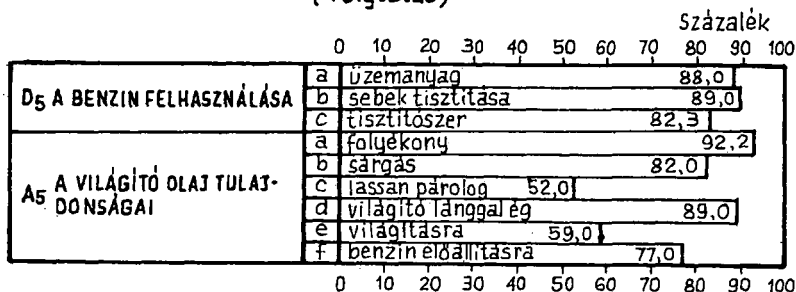 Százalék
0 10 20 30 40 50 60 70 80 90 100
D5 A BENZIN FELHASZNÁLÁSA
a üzemanyag 88,0
b sebek tisztítása 89,0
c tisztítószer 82,3
A5 A VILÁGÍTÓ OLAJ TULAJ-
DONSÁGAI
a folyékony 92,2
b sárgás 82,0
c lassan párolog 52,0
d világító lánggal ég 89,0
e világításra 59,0
f benzin előállításra 77,0
0 10 20 30 40 50 60 70 80 90 100